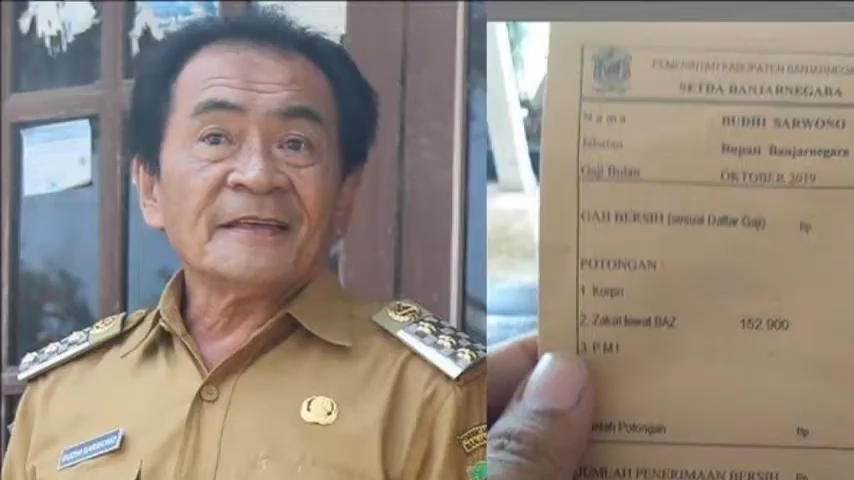 BUDHI SARWONO
PEMERINTAH KABUPATEN BANJARNEGARA
SETDA BANJARNEGARA
Nama BUDHI SARWONO
Jabatan Bupati Banjarnegara
Gaji Bulan OKTOBER 2019
GAJI BERSIH (sesuai Daftar Gaji) Rp
POTONGAN
1 Korpri
2. Zakat lewat BAZ 152.900
3. P M I
Jumlah Potongan Rp
JUMLAH PENERIMAAN BERSIH Rp